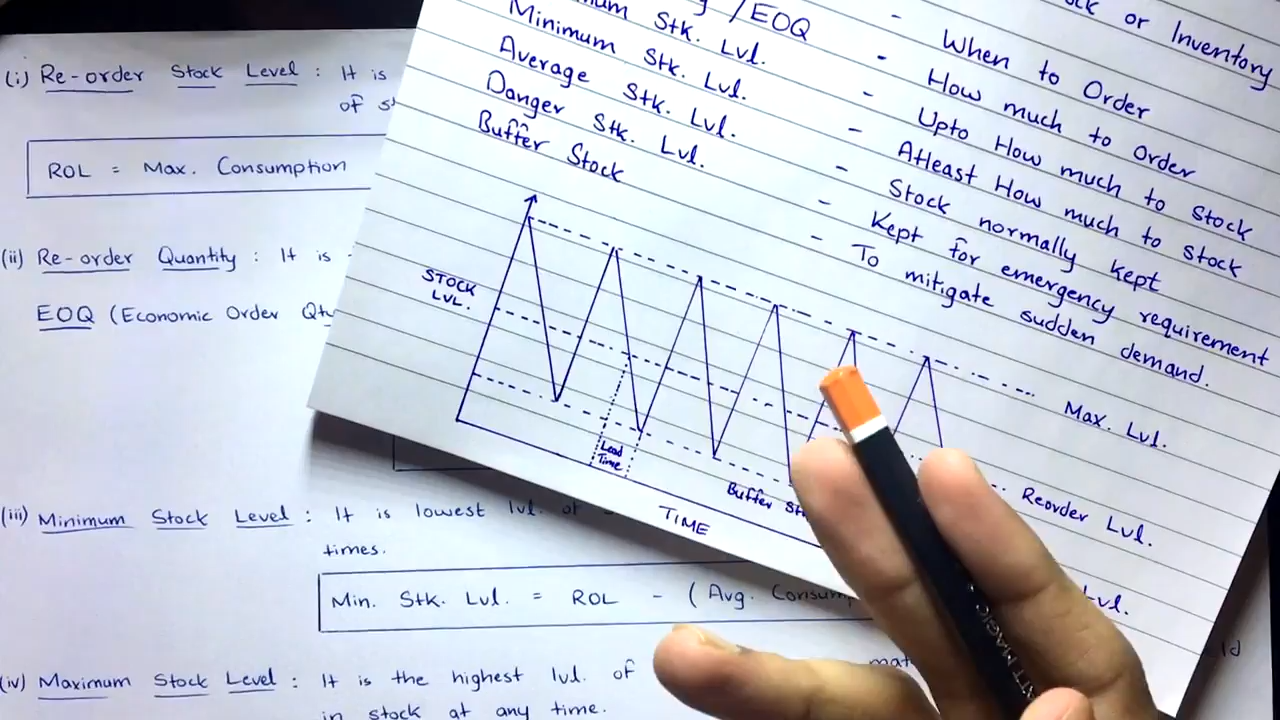 (i) Re-order Stock Level : It is
of
ROL = Max. Consumption
(ii) Re-order Quantity : It is
EOQ (Economic Order Qty
(iii) Minimum Stock Level : It is lowest lvl. of
times.
Min. Stk. Lvl. = ROL - (Avg. Consump
(iv) Maximum Stock Level : It is the highest lvl. of
in stock at any time.
/EOQ
Stk. Lvl.
Minimum Stk. Lvl.
Average Stk. Lvl.
Danger Stk. Lvl.
Buffer Stock
or Inventory
- When to Order
- How much to Order
- Upto How much to Stock
- Atleast How much to stock
- Stock normally kept
- Kept for emergency requirement
- To mitigate sudden demand.
STOCK
LVL.
Lead
Time
Buffer
TIME
Max. Lvl.
Reorder Lvl.
Lvl.